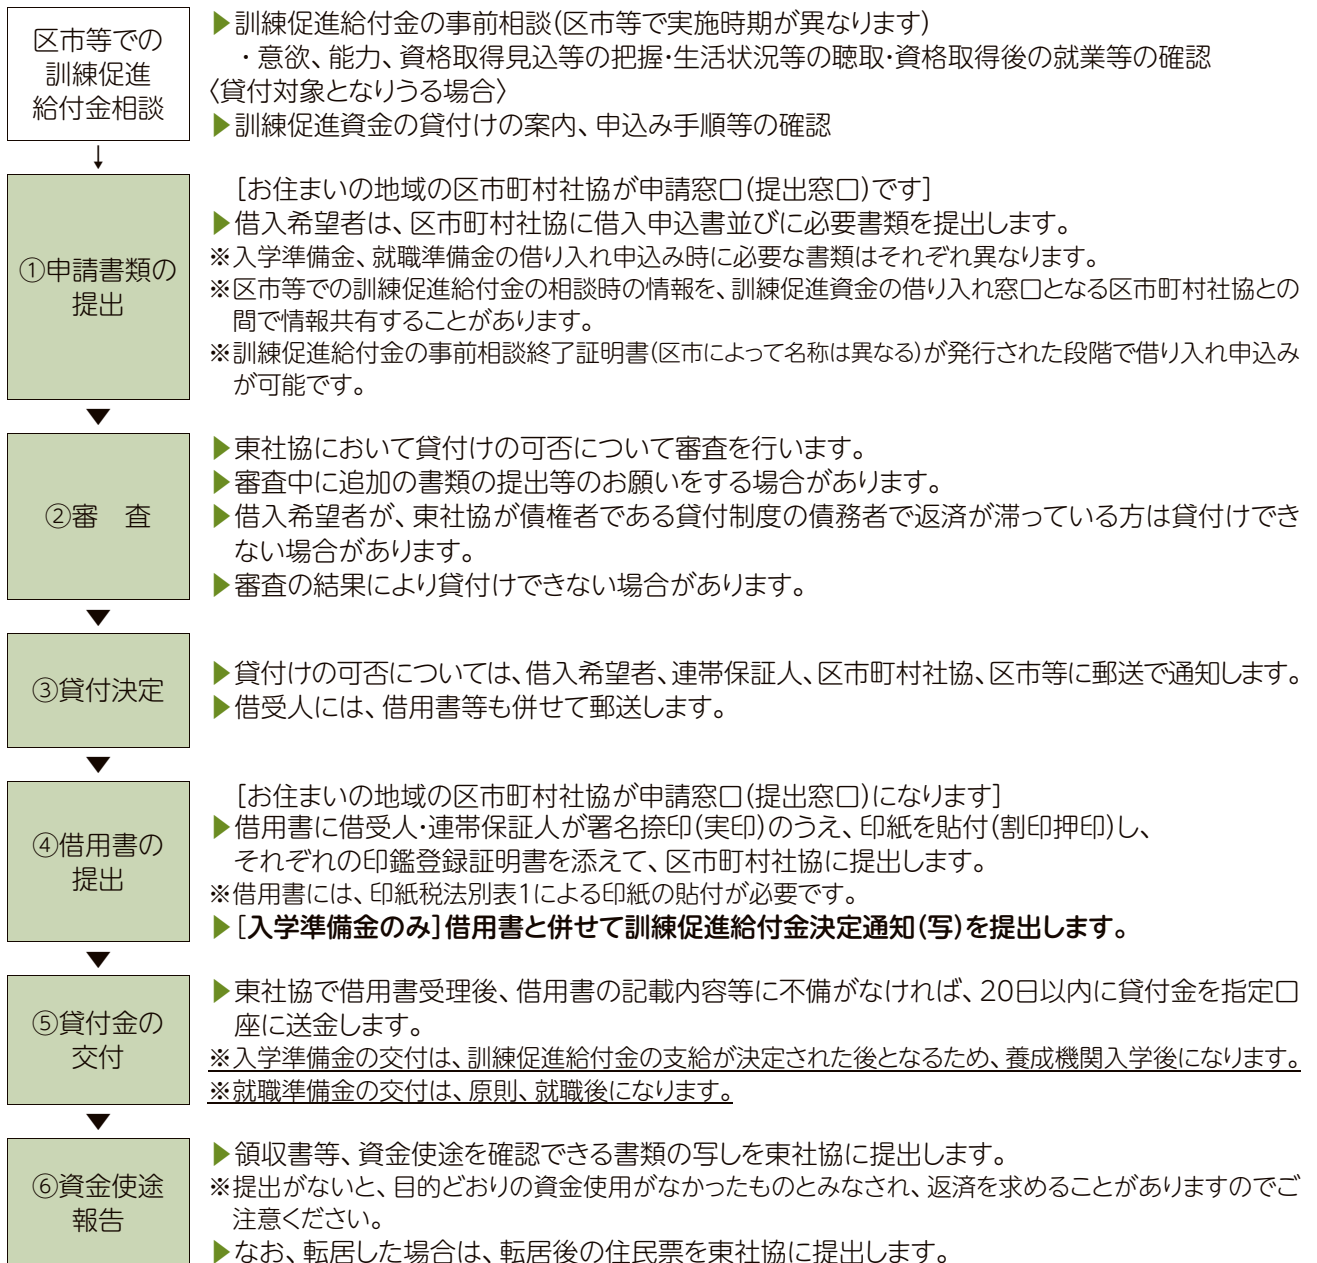 区市等での
訓練促進
給付金相談
▶訓練促進給付金の事前相談(区市等で実施時期が異なります)
・意欲、能力、資格取得見込等の把握・生活状況等の聴取・資格取得後の就業等の確認
〈貸付対象となりうる場合〉
▶訓練促進資金の貸付けの案内、申込み手順等の確認
↓
①申請書類の
提出
[お住まいの地域の区市町村社協が申請窓口(提出窓口)です]
▶借入希望者は、区市町村社協に借入申込書並びに必要書類を提出します。
※入学準備金、就職準備金の借り入れ申込み時に必要な書類はそれぞれ異なります。
※区市等での訓練促進給付金の相談時の情報を、訓練促進資金の借り入れ窓口となる区市町村社協との
間で情報共有することがあります。
※訓練促進給付金の事前相談終了証明書(区市によって名称は異なる)が発行された段階で借り入れ申込み
が可能です。
▼
②審　査
▶東社協において貸付けの可否について審査を行います。
▶審査中に追加の書類の提出等のお願いをする場合があります。
▶借入希望者が、東社協が債権者である貸付制度の債務者で返済が滞っている方は貸付けでき
ない場合があります。
▶審査の結果により貸付けできない場合があります。
▼
③貸付決定
▶貸付けの可否については、借入希望者、連帯保証人、区市町村社協、区市等に郵送で通知します。
▶借受人には、借用書等も併せて郵送します。
▼
④借用書の
提出
[お住まいの地域の区市町村社協が申請窓口(提出窓口)になります]
▶借用書に借受人・連帯保証人が署名捺印(実印)のうえ、印紙を貼付(割印押印)し、
それぞれの印鑑登録証明書を添えて、区市町村社協に提出します。
※借用書には、印紙税法別表1による印紙の貼付が必要です。
▶[入学準備金のみ]借用書と併せて訓練促進給付金決定通知(写)を提出します。
▼
⑤貸付金の
交付
▶東社協で借用書受理後、借用書の記載内容等に不備がなければ、20日以内に貸付金を指定口
座に送金します。
※入学準備金の交付は、訓練促進給付金の支給が決定された後となるため、養成機関入学後になります。
※就職準備金の交付は、原則、就職後になります。
▼
⑥資金使途
報告
▶領収書等、資金使途を確認できる書類の写しを東社協に提出します。
※提出がないと、目的どおりの資金使用がなかったものとみなされ、返済を求めることがありますのでご
注意ください。
▶なお、転居した場合は、転居後の住民票を東社協に提出します。